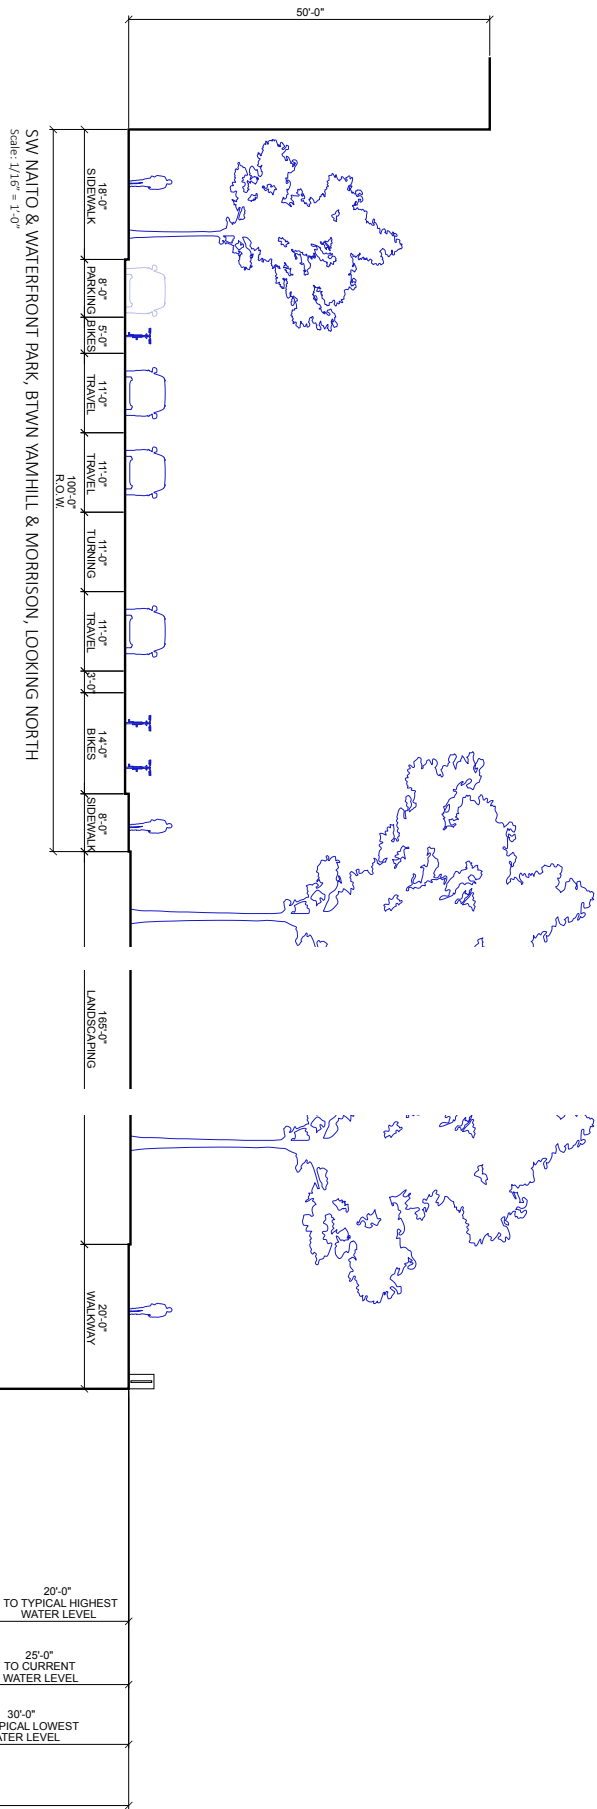 50'-0"
18'-0"
SIDEWALK
8'-0"
PARKING
5'-0"
BIKES
11'-0"
TRAVEL
11'-0"
TRAVEL
11'-0"
TURNING
11'-0"
TRAVEL
3'-0"
14'-0"
BIKES
8'-0"
SIDEWALK
100'-0"
R.O.W.
165'-0"
LANDSCAPING
20'-0"
WALKWAY
SW NAITO & WATERFRONT PARK, BTWN YAMHILL & MORRISON, LOOKING NORTH
Scale: 1/16" = 1'-0"
20'-0"
TO TYPICAL HIGHEST
WATER LEVEL
25'-0"
TO CURRENT
WATER LEVEL
30'-0"
LOWEST
LEVEL